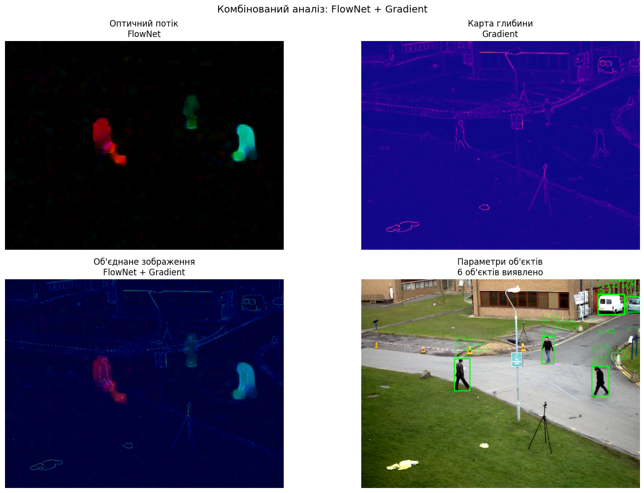 Комбінований аналіз: FlowNet + Gradient
Оптичний потік
FlowNet
Карта глибини
Gradient
Об'єднане зображення
FlowNet + Gradient
Параметри об'єктів
6 об'єктів виявлено